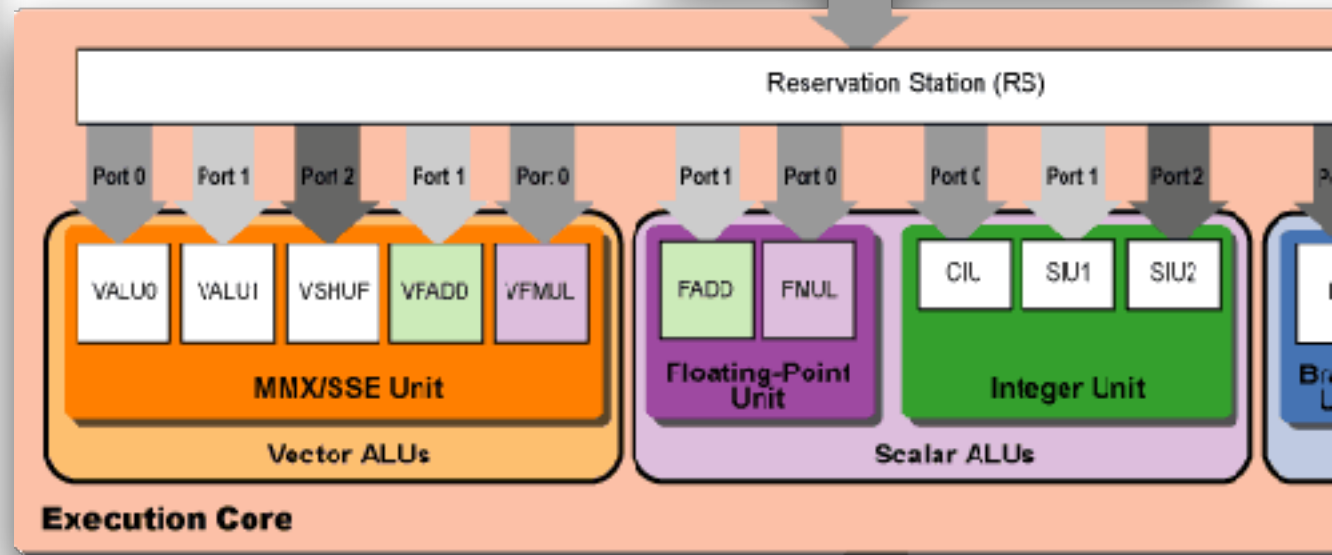 Reservation Station (RS)
Port 0 Port 1 Port 2 Port 1 Port 0 Port 1 Port 0 Port 0 Port 1 Port 2
VALU0 VALU1 VSHUF VFADD VFMUL FADD FMUL CIU SIU1 SIU2
MMX/SSE Unit
Floating-Point
Unit
Integer Unit
Vector ALUs
Scalar ALUs
Execution Core